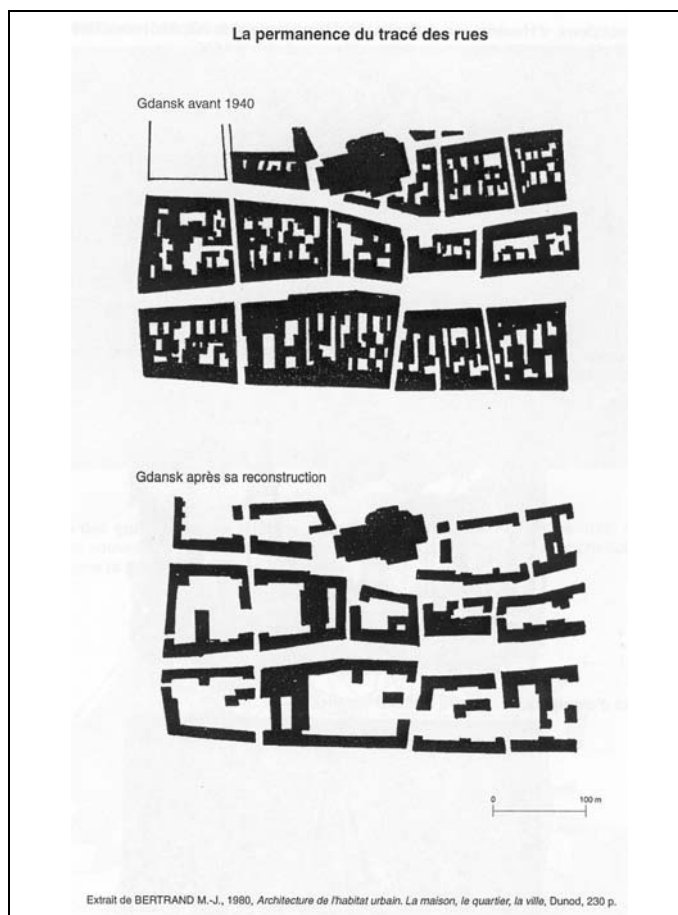 La permanence du tracé des rues
Gdansk avant 1940
Gdansk après sa reconstruction
0 100 m
Extrait de BERTRAND M.-J., 1980, Architecture de l'habitat urbain. La maison, le quartier, la ville, Dunod, 230 p.